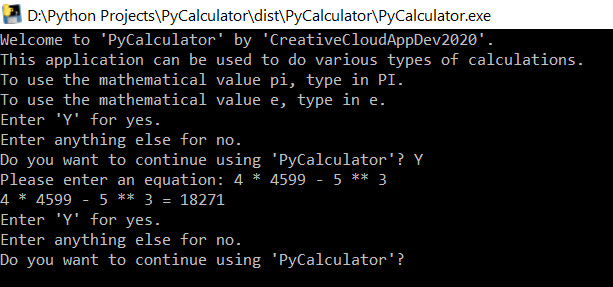 D:\Python Projects\PyCalculator\dist\PyCalculator\PyCalculator.exe
Welcome to 'PyCalculator' by 'CreativeCloudAppDev2020'.
This application can be used to do various types of calculations.
To use the mathematical value pi, type in PI.
To use the mathematical value e, type in e.
Enter 'Y' for yes.
Enter anything else for no.
Do you want to continue using 'PyCalculator'? Y
Please enter an equation: 4 * 4599 - 5 ** 3
4 * 4599 - 5 ** 3 = 18271
Enter 'Y' for yes.
Enter anything else for no.
Do you want to continue using 'PyCalculator'?